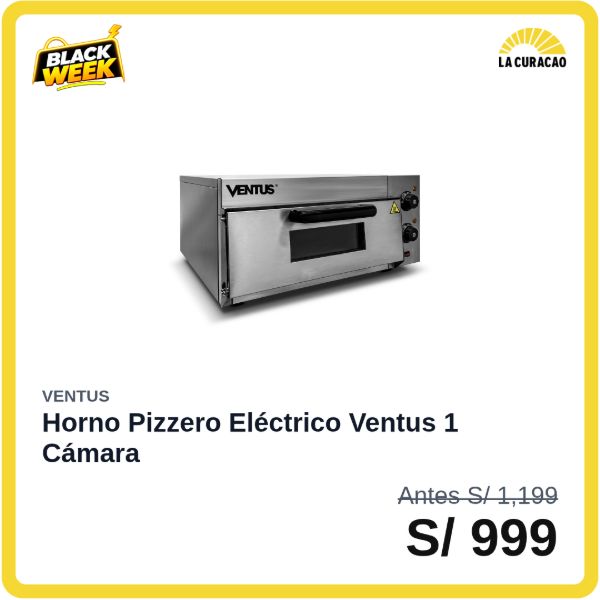 BLACK
WEEK
LA CURACAO
VENTUS
VENTUS
Horno Pizzero Eléctrico Ventus 1
Cámara
Antes S/ 1,199
S/ 999